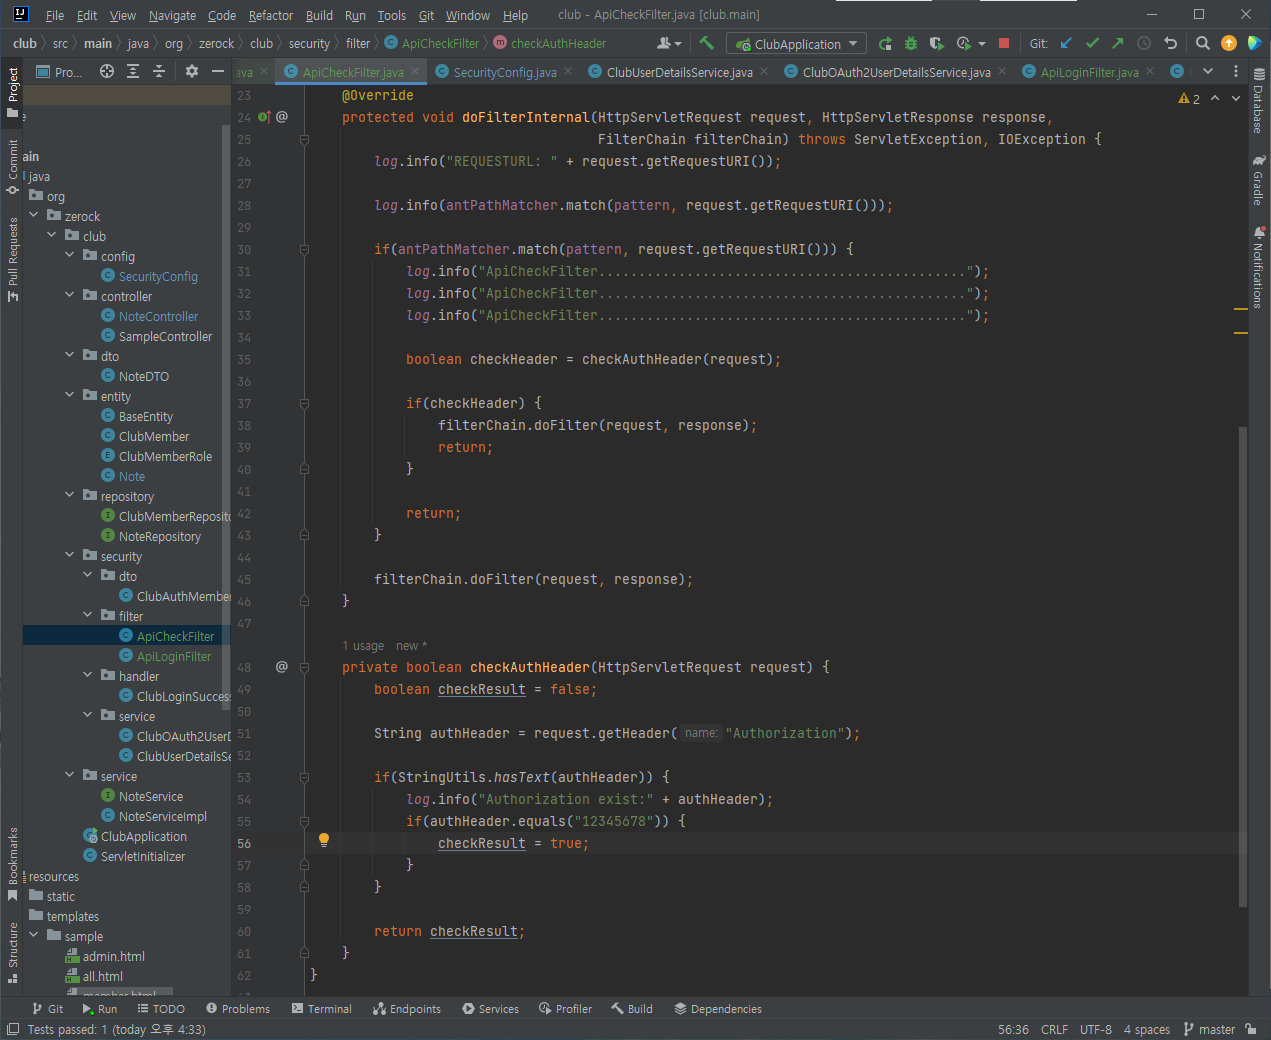 File Edit View Navigate Code Refactor Build Run Tools Git Window Help club - ApiCheckFilter.java [club.main]
club src main java org zerock club security filter ApiCheckFilter checkAuthHeader ClubApplication Git:
Project
Commit
Pull Requests
Bookmarks
Structure
Pro...
ava ApiCheckFilter.java SecurityConfig.java ClubUserDetailsService.java ClubOAuth2UserDetailsService.java ApiLoginFilter.java
e
ain
java
org
zerock
club
config
SecurityConfig
controller
NoteController
SampleController
dto
NoteDTO
entity
BaseEntity
ClubMember
ClubMemberRole
Note
repository
ClubMemberReposito
NoteRepository
security
dto
ClubAuthMember
filter
ApiCheckFilter
ApiLoginFilter
handler
ClubLoginSuccess
service
ClubOAuth2UserD
ClubUserDetailsSe
service
NoteService
NoteServiceImpl
ClubApplication
ServletInitializer
resources
static
templates
sample
admin.html
all.html
member.html
2
23 @Override
24 protected void doFilterInternal(HttpServletRequest request, HttpServletResponse response,
25 FilterChain filterChain) throws ServletException, IOException {
26 log.info("REQUESTURL: " + request.getRequestURI());
27
28 log.info(antPathMatcher.match(pattern, request.getRequestURI()));
29
30 if(antPathMatcher.match(pattern, request.getRequestURI())) {
31 log.info("ApiCheckFilter..............................................");
32 log.info("ApiCheckFilter..............................................");
33 log.info("ApiCheckFilter..............................................");
34
35 boolean checkHeader = checkAuthHeader(request);
36
37 if(checkHeader) {
38 filterChain.doFilter(request, response);
39 return;
40 }
41
42 return;
43 }
44
45 filterChain.doFilter(request, response);
46 }
47
1 usage new *
48 private boolean checkAuthHeader(HttpServletRequest request) {
49 boolean checkResult = false;
50
51 String authHeader = request.getHeader( name: "Authorization");
52
53 if(StringUtils.hasText(authHeader)) {
54 log.info("Authorization exist:" + authHeader);
55 if(authHeader.equals("12345678")) {
56 checkResult = true;
57 }
58 }
59
60 return checkResult;
61 }
62 }
Database
Gradle
Notifications
Git Run TODO Problems Terminal Endpoints Services Profiler Build Dependencies
Tests passed: 1 (today 오후 4:33) 56:36 CRLF UTF-8 4 spaces master